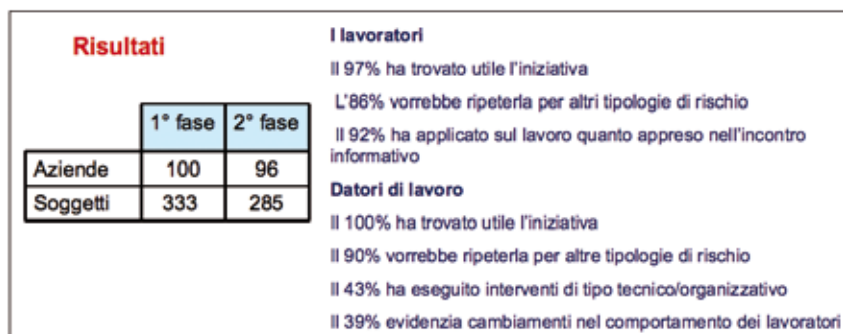 Risultati
1° fase 2° fase
Aziende 100 96
Soggetti 333 285
I lavoratori
Il 97% ha trovato utile l'iniziativa
L'86% vorrebbe ripeterla per altri tipologie di rischio
Il 92% ha applicato sul lavoro quanto appreso nell'incontro
informativo
Datori di lavoro
Il 100% ha trovato utile l'iniziativa
Il 90% vorrebbe ripeterla per altre tipologie di rischio
Il 43% ha eseguito interventi di tipo tecnico/organizzativo
Il 39% evidenzia cambiamenti nel comportamento dei lavoratori